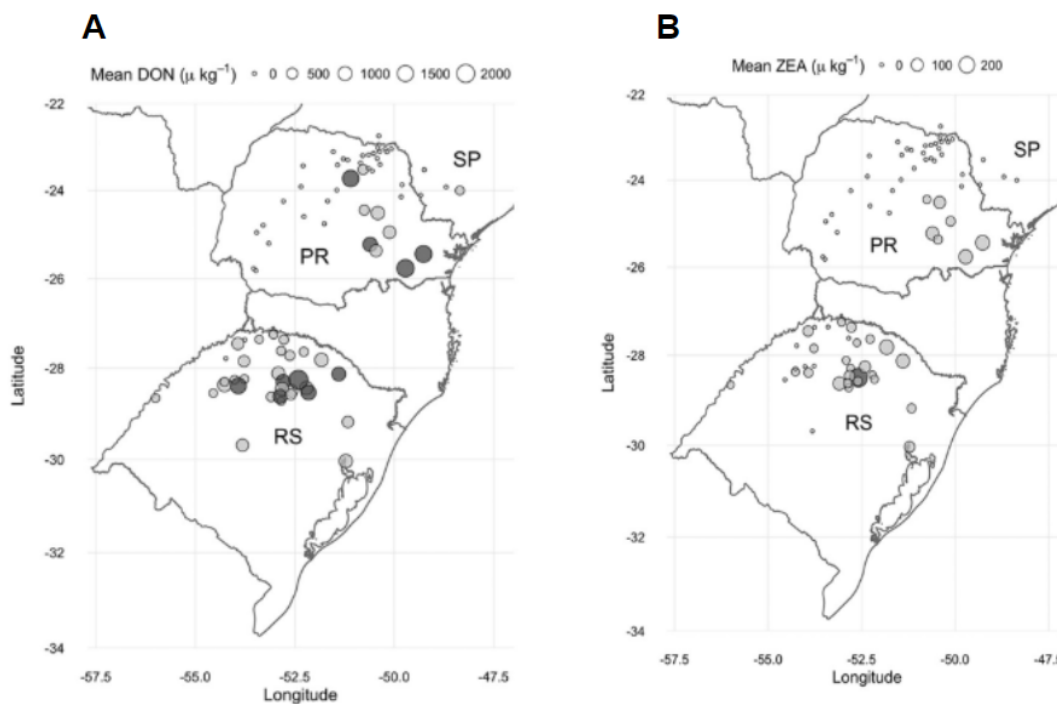 A
B
Mean DON (μ kg⁻¹) 0 500 1000 1500 2000
Mean ZEA (μ kg⁻¹) 0 100 200
-22
-24
-26
-28
-30
-32
-34
Latitude
SP
PR
RS
-57.5 -55.0 -52.5 -50.0 -47.5
Longitude
-22
-24
-26
-28
-30
-32
-34
Latitude
SP
PR
RS
-57.5 -55.0 -52.5 -50.0 -47.5
Longitude